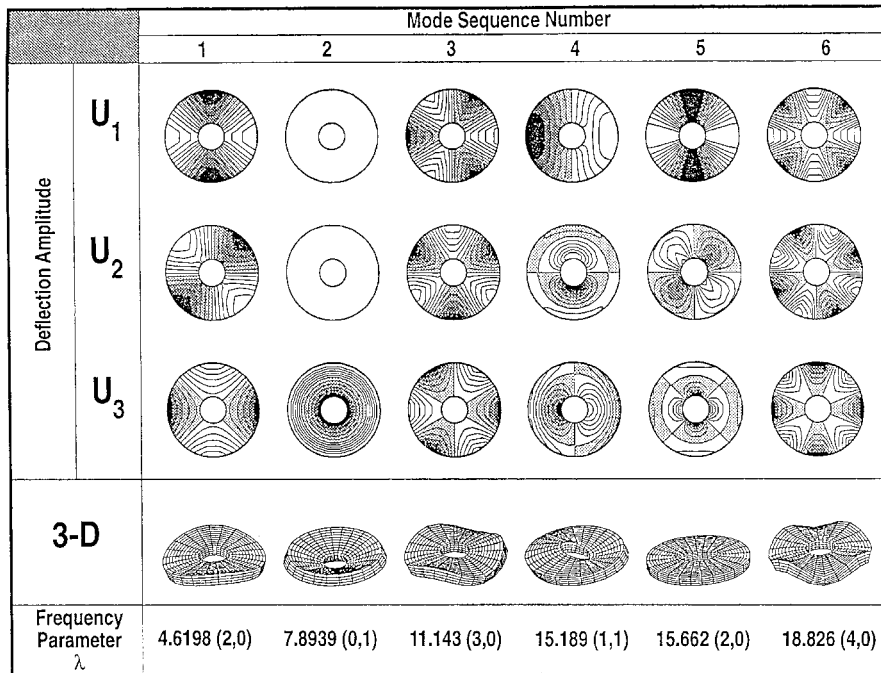 Mode Sequence Number
1 2 3 4 5 6
Deflection Amplitude
U1
U2
U3
3-D
Frequency
Parameter
λ
4.6198 (2,0) 7.8939 (0,1) 11.143 (3,0) 15.189 (1,1) 15.662 (2,0) 18.826 (4,0)